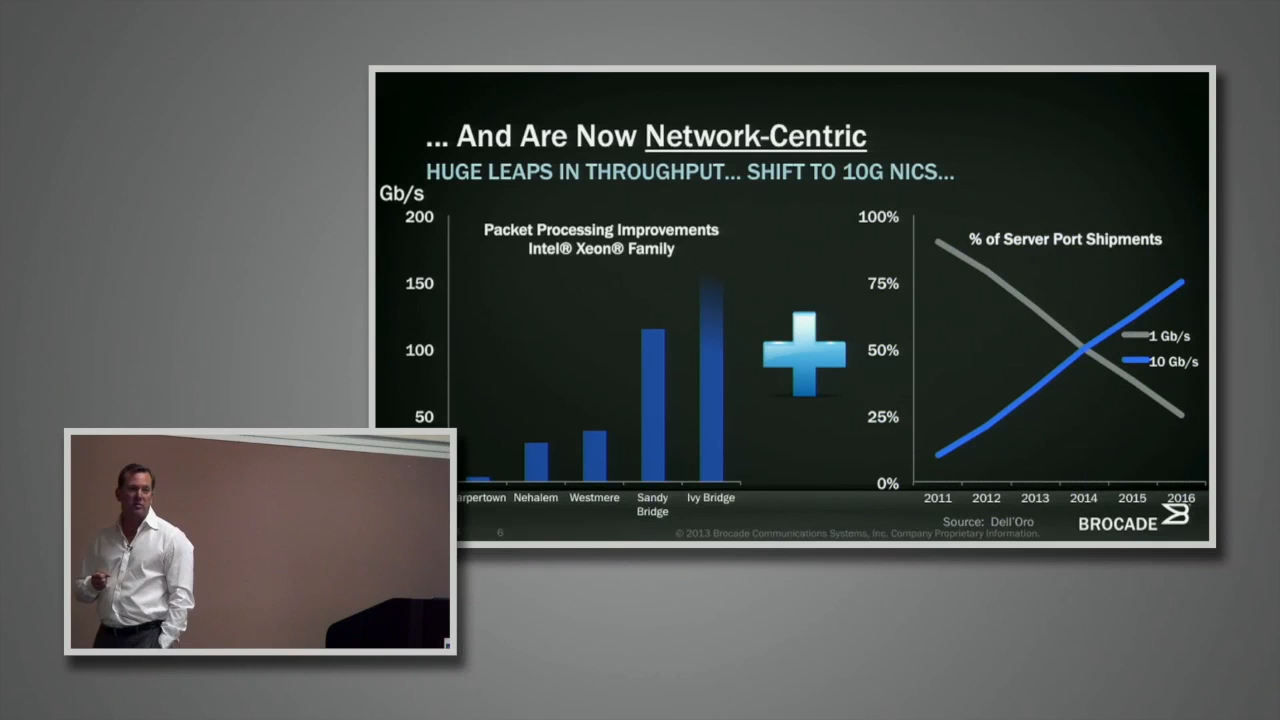 ... And Are Now Network-Centric
HUGE LEAPS IN THROUGHPUT... SHIFT TO 10G NICS...
Gb/s
200
150
100
50
Packet Processing Improvements
Intel® Xeon® Family
arpertown Nehalem Westmere Sandy Bridge Ivy Bridge
100%
75%
50%
25%
0%
% of Server Port Shipments
1 Gb/s
10 Gb/s
2011 2012 2013 2014 2015 2016
Source: Dell'Oro
BROCADE
6
© 2013 Brocade Communications Systems, Inc. Company Proprietary Information.